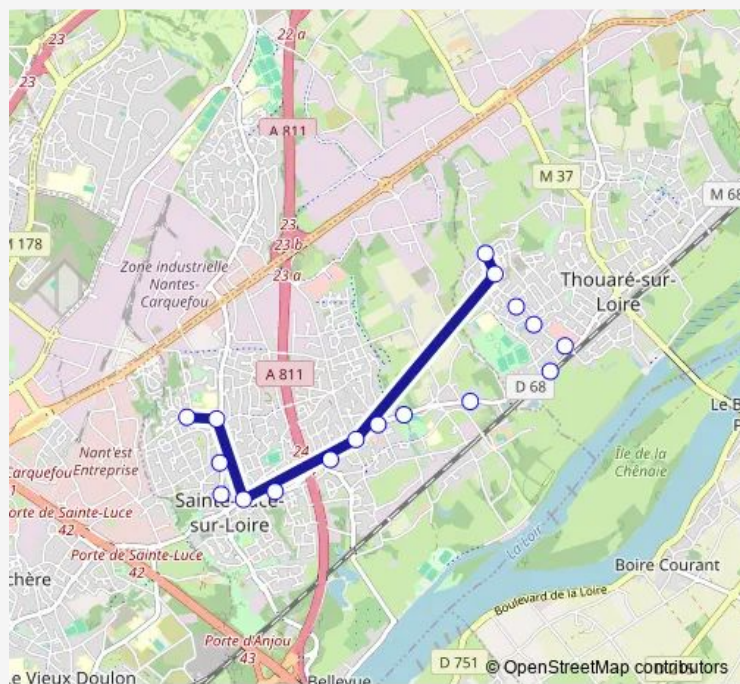 22 a
23
23
A 811
M 37
M 68
M 178
23
23 b
23 a
Zone industrielle
Nantes-
Carquefou
Thouaré-sur-
Loire
A 811
D 68
Nant'est
Entreprise
24
Île de la
Chênaie
Carquefou
Porte de Sainte-Luce
42
Sainte-Luce-
sur-Loire
Porte de Sainte-Luce
42
La Loir
Boire Courant
Boulevard de la Loire
Porte d'Anjou
43
D 751
Le Vieux Doulon
Bellevue
© OpenStreetMap contributors